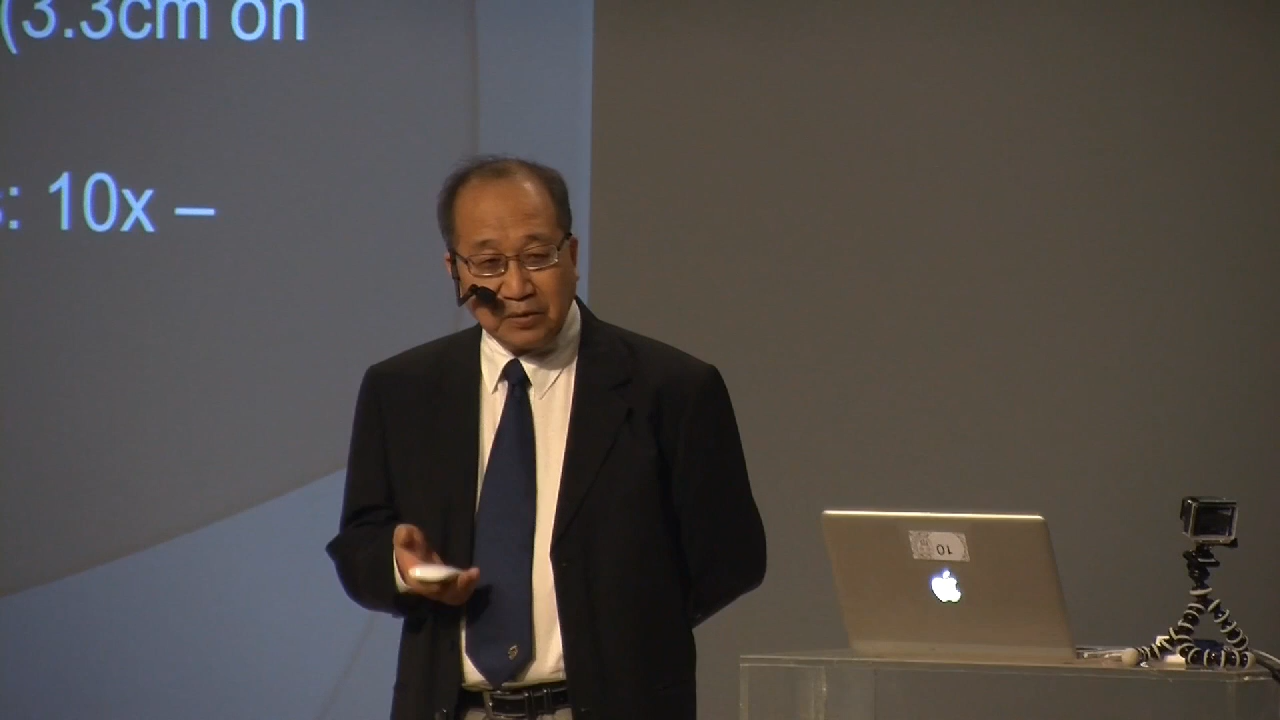 (3.3cm on
: 10x –
10